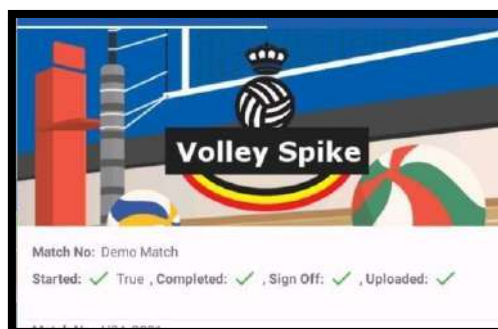 Volley Spike
Match No: Demo Match
Started: ✓ True , Completed: ✓ , Sign Off: ✓ , Uploaded: ✓